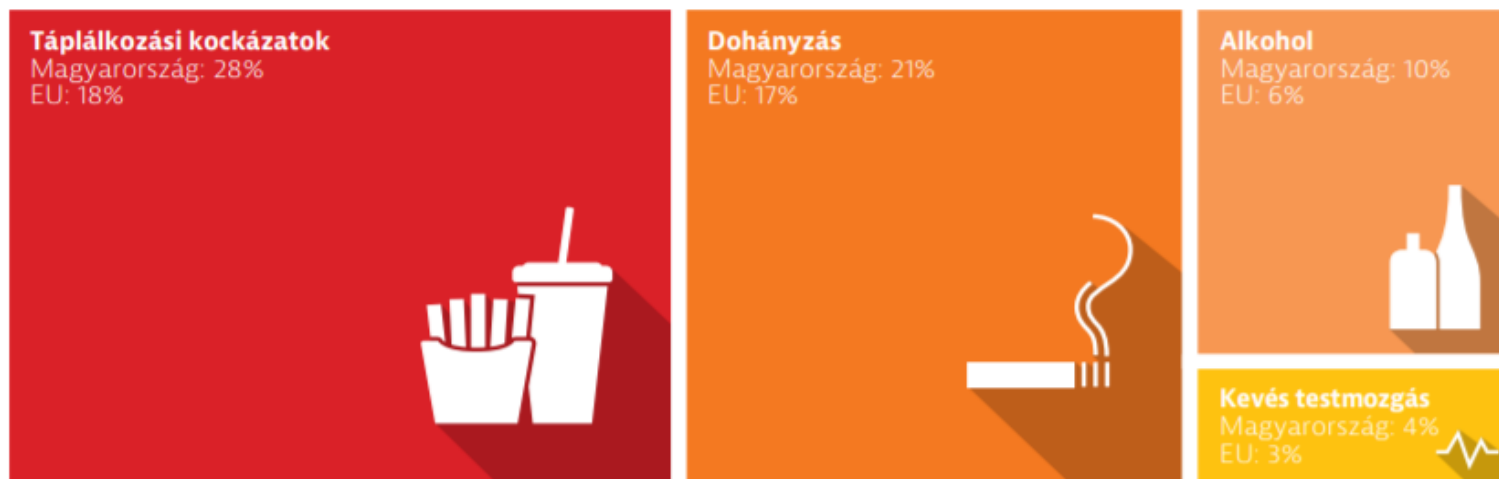 Táplálkozási kockázatok
Magyarország: 28%
EU: 18%
Dohányzás
Magyarország: 21%
EU: 17%
Alkohol
Magyarország: 10%
EU: 6%
Kevés testmozgás
Magyarország: 4%
EU: 3%